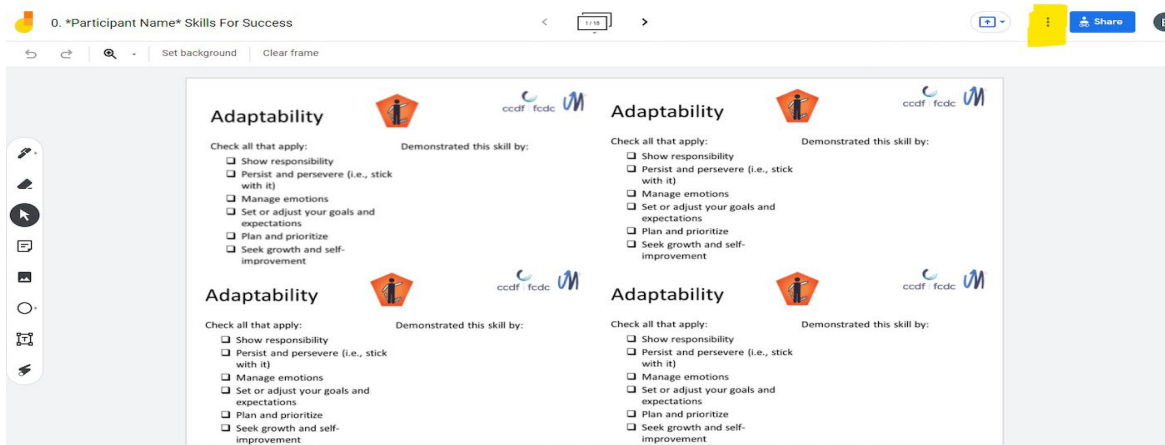 0. *Participant Name* Skills For Success
1 / 18
Share
Set background
Clear frame
Adaptability
ccdf fcdc
Check all that apply:
Demonstrated this skill by:
Show responsibility
Persist and persevere (i.e., stick
with it)
Manage emotions
Set or adjust your goals and
expectations
Plan and prioritize
Seek growth and self-
improvement
Adaptability
ccdf fcdc
Check all that apply:
Demonstrated this skill by:
Show responsibility
Persist and persevere (i.e., stick
with it)
Manage emotions
Set or adjust your goals and
expectations
Plan and prioritize
Seek growth and self-
improvement
Adaptability
ccdf fcdc
Check all that apply:
Demonstrated this skill by:
Show responsibility
Persist and persevere (i.e., stick
with it)
Manage emotions
Set or adjust your goals and
expectations
Plan and prioritize
Seek growth and self-
improvement
Adaptability
ccdf fcdc
Check all that apply:
Demonstrated this skill by:
Show responsibility
Persist and persevere (i.e., stick
with it)
Manage emotions
Set or adjust your goals and
expectations
Plan and prioritize
Seek growth and self-
improvement